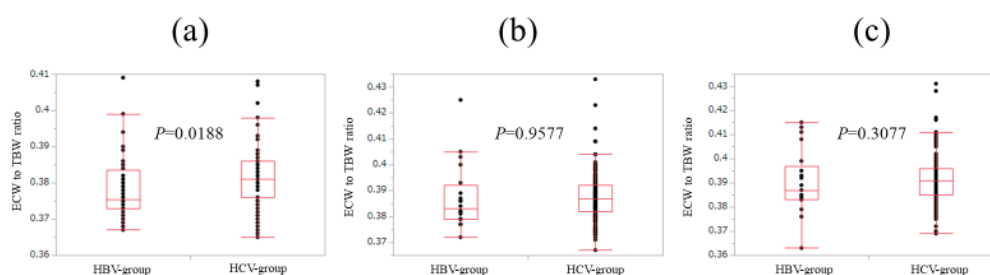 (a)
(b)
(c)
ECW to TBW ratio
0.41
0.4
0.39
0.38
0.37
0.36
P=0.0188
HBV-group
HCV-group
ECW to TBW ratio
0.43
0.42
0.41
0.4
0.39
0.38
0.37
P=0.9577
HBV-group
HCV-group
ECW to TBW ratio
0.43
0.42
0.41
0.4
0.39
0.38
0.37
0.36
P=0.3077
HBV-group
HCV-group